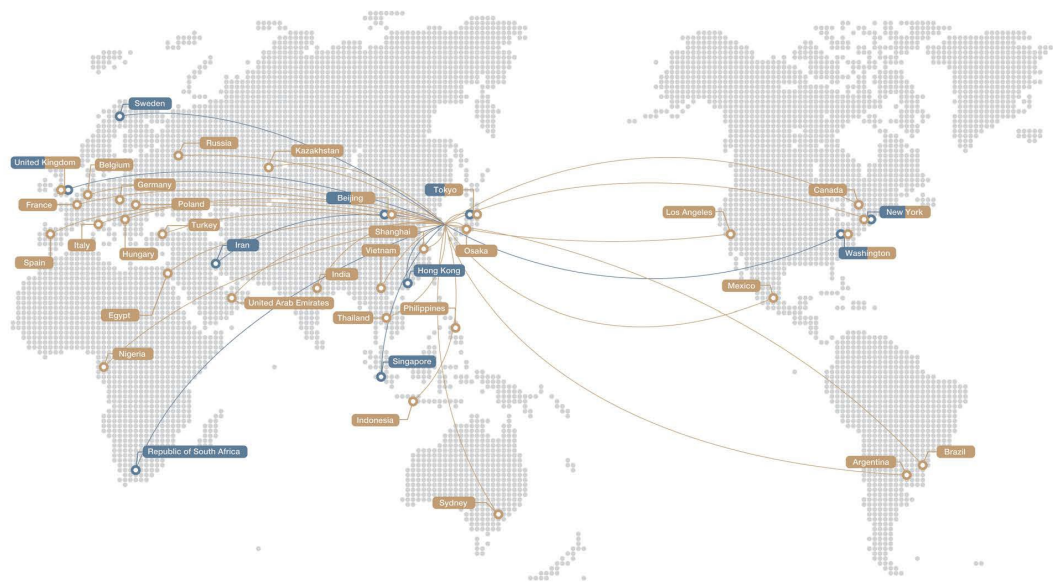 Sweden
Russia
Kazakhstan
United Kingdom
Belgium
Germany
France
Poland
Beijing
Tokyo
Canada
Los Angeles
New York
Turkey
Shanghai
Italy
Iran
Vietnam
Osaka
Hungary
Washington
Spain
India
Hong Kong
Mexico
United Arab Emirates
Philippines
Egypt
Thailand
Nigeria
Singapore
Indonesia
Republic of South Africa
Brazil
Argentina
Sydney